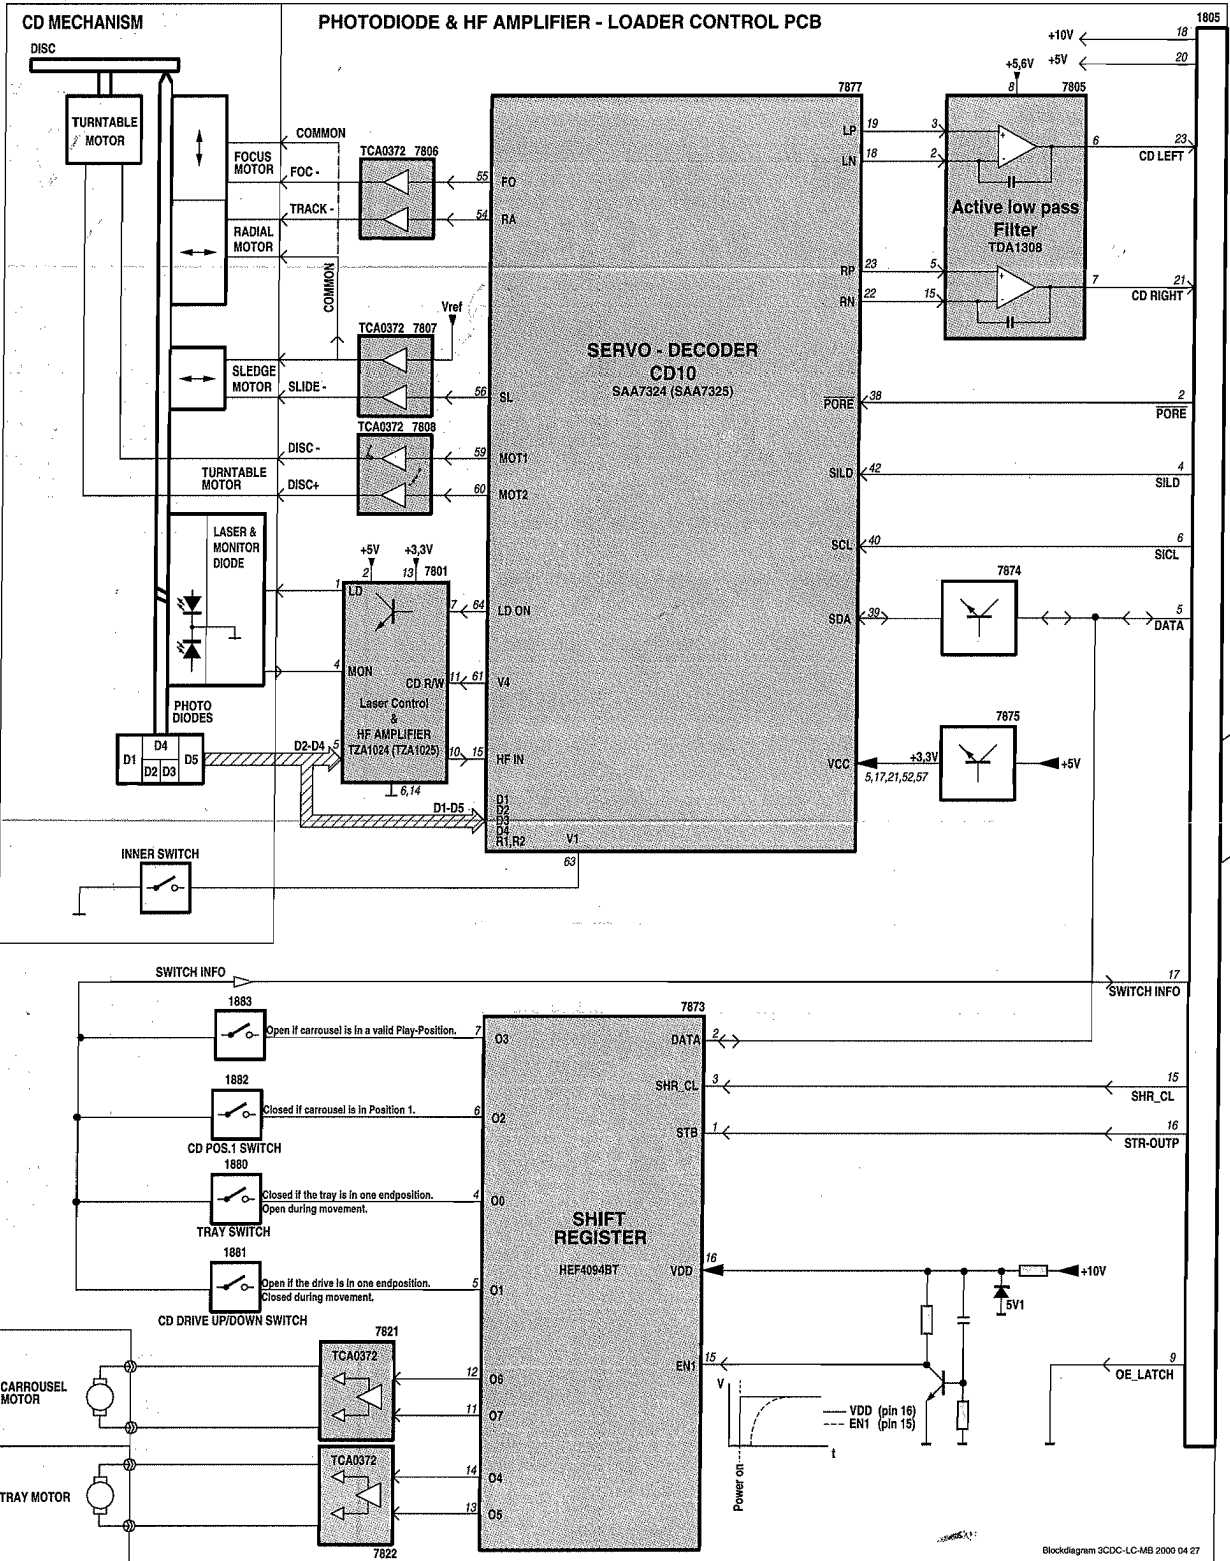 CD MECHANISM
PHOTODIODE & HF AMPLIFIER - LOADER CONTROL PCB
1805
DISC
+10V 18
+5V 20
TURNTABLE
MOTOR
COMMON
FOCUS
MOTOR
FOC -
TRACK -
RADIAL
MOTOR
COMMON
TCA0372 7806
55 FO
54 RA
7877
LP 19 3
LN 18 2
RP 23 5
RN 22 15
+5,6V
8
7805
6 23
CD LEFT
Active low pass
Filter
TDA1308
7 21
CD RIGHT
Vref
TCA0372 7807
SLEDGE
MOTOR
SLIDE -
56 SL
SERVO - DECODER
CD10
SAA7324 (SAA7325)
PORE 38 2
PORE
TCA0372 7808
DISC -
59 MOT1
TURNTABLE
MOTOR
DISC+
60 MOT2
SILD 42 4
SILD
SCL 40 6
SICL
LASER &
MONITOR
DIODE
+5V +3,3V
2 13 7801
1 LD
7 64 LD ON
4 MON
CD R/W 11 61 V4
Laser Control
&
HF AMPLIFIER
TZA1024 (TZA1025)
10 15 HF IN
6,14
7874
SDA 39 5
DATA
PHOTO
DIODES
D1 D4 D5
D2 D3
D2-D4 5
D1-D5
D1
D2
D3
D4
R1,R2
V1
63
7875
VCC +3,3V +5V
5,17,21,52,57
INNER SWITCH
SWITCH INFO 17
SWITCH INFO
1883
Open if carrousel is in a valid Play-Position. 7 O3
7873
DATA 2
1882
Closed if carrousel is in Position 1. 6 O2
CD POS.1 SWITCH
SHR_CL 3 15
SHR_CL
STB 1 16
STR-OUTP
1880
Closed if the tray is in one endposition. 4 O0
Open during movement.
TRAY SWITCH
SHIFT
REGISTER
HEF4094BT
1881
Open if the drive is in one endposition. 5 O1
Closed during movement.
CD DRIVE UP/DOWN SWITCH
VDD 16 +10V
5V1
7821
TCA0372
CARROUSEL
MOTOR
12 O6
11 O7
EN1 15 9
OE_LATCH
V
VDD (pin 16)
EN1 (pin 15)
t
Power on
TCA0372
TRAY MOTOR
14 O4
13 O5
7822
Blockdiagram 3CDC-LC-MB 2000 04 27